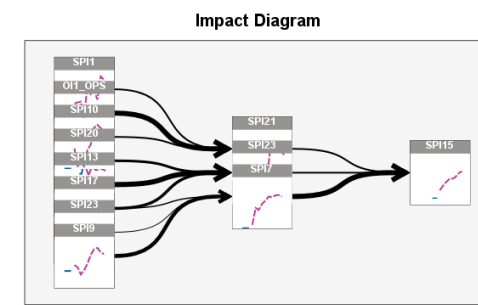 Impact Diagram
SPI1
OI1_OPS
SPI10
SPI20
SPI13
SPI17
SPI23
SPI9
SPI21
SPI23
SPI7
SPI15